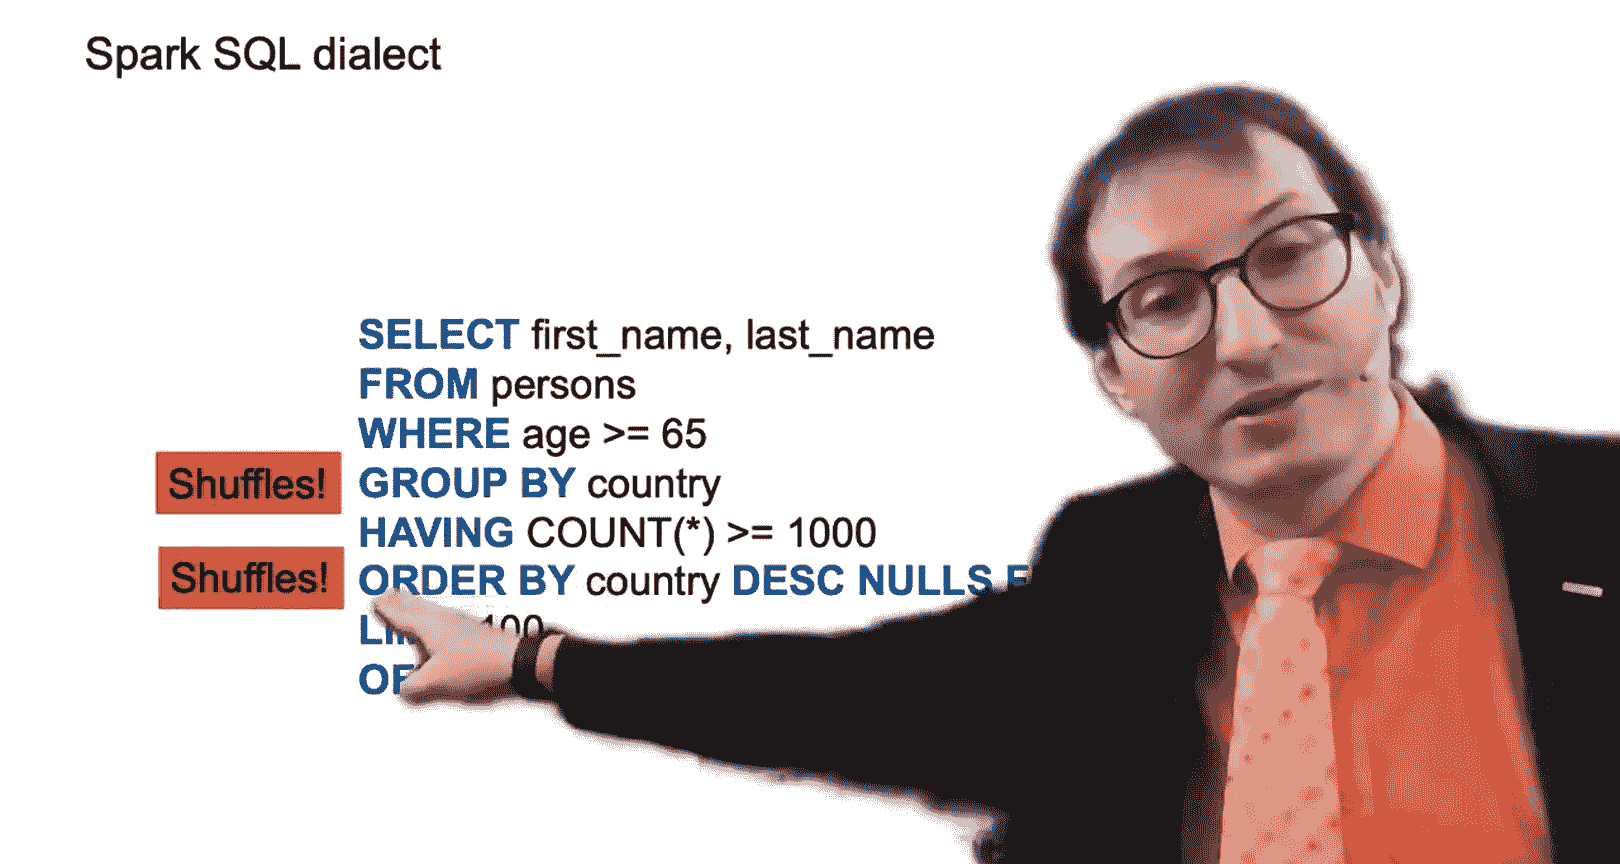 Spark SQL dialect
SELECT first_name, last_name
FROM persons
WHERE age >= 65
Shuffles! GROUP BY country
HAVING COUNT(*) >= 1000
Shuffles! ORDER BY country DESC NULLS
100